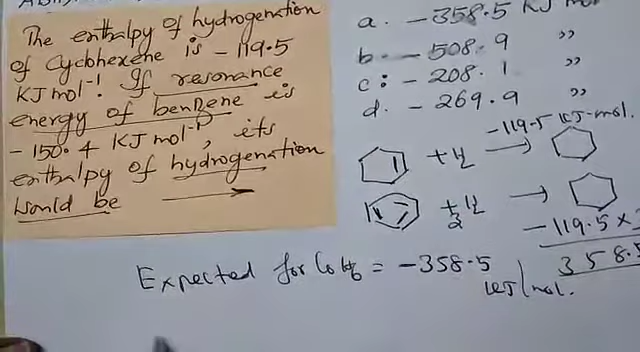 The enthalpy of hydrogenation
of Cyclohexene is - 119.5
KJ mol⁻¹. If resonance
energy of benzene is
- 150.4 KJ mol⁻¹, its
enthalpy of hydrogenation
would be
a. - 358.5 KJ
b. - 508.9 "
c: - 208.1 "
d. - 269.9 "
-119.5 KJ-mol.
+ H₂
+ 3H₂
- 119.5 ×
358.5
Expected for C₆H₆ = -358.5
KJ/mol.